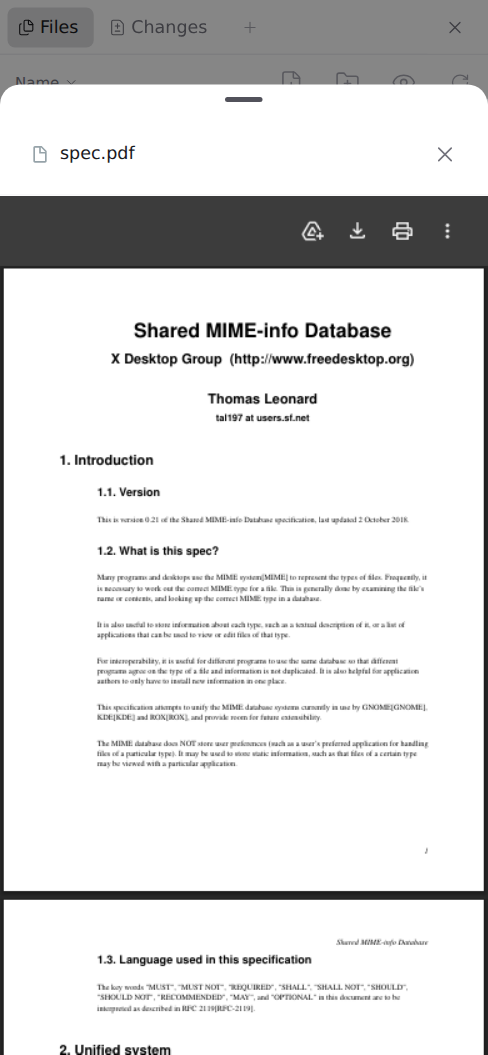 Files
Changes
Name
spec.pdf
Shared MIME-info Database
X Desktop Group (http://www.freedesktop.org)
Thomas Leonard
tal197 at users.sf.net
1. Introduction
1.1. Version
This is version 0.21 of the Shared MIME-info Database specification, last updated 2 October 2018.
1.2. What is this spec?
Many programs and desktops use the MIME system[MIME] to represent the types of files. Frequently, it
is necessary to work out the correct MIME type for a file. This is generally done by examining the file's
name or contents, and looking up the correct MIME type in a database.
It is also useful to store information about each type, such as a textual description of it, or a list of
applications that can be used to view or edit files of that type.
For interoperability, it is useful for different programs to use the same database so that different
programs agree on the type of a file and information is not duplicated. It is also helpful for application
authors to only have to install new information in one place.
This specification attempts to unify the MIME database systems currently in use by GNOME[GNOME],
KDE[KDE] and ROX[ROX], and provide room for future extensibility.
The MIME database does NOT store user preferences (such as a user's preferred application for handling
files of a particular type). It may be used to store static information, such as that files of a certain type
may be viewed with a particular application.
1
Shared MIME-info Database
1.3. Language used in this specification
The key words "MUST", "MUST NOT", "REQUIRED", "SHALL", "SHALL NOT", "SHOULD",
"SHOULD NOT", "RECOMMENDED", "MAY", and "OPTIONAL" in this document are to be
interpreted as described in RFC 2119[RFC-2119].
2. Unified system